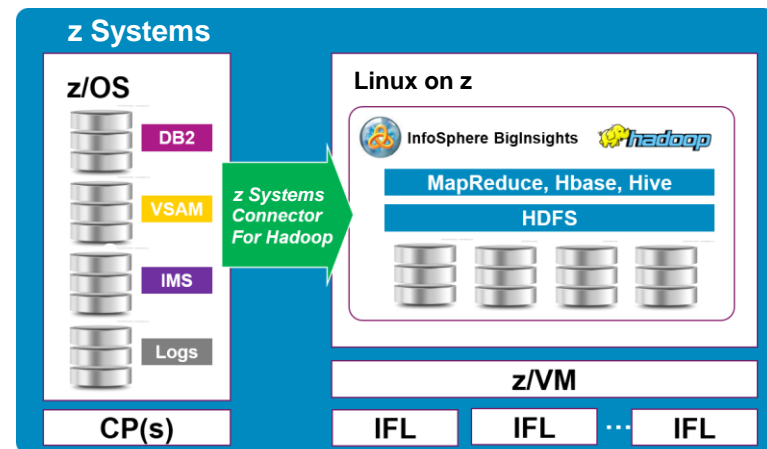 z Systems
z/OS
DB2
VSAM
IMS
Logs
CP(s)
z Systems
Connector
For Hadoop
Linux on z
InfoSphere BigInsights
hadoop
MapReduce, Hbase, Hive
HDFS
z/VM
IFL
IFL
...
IFL